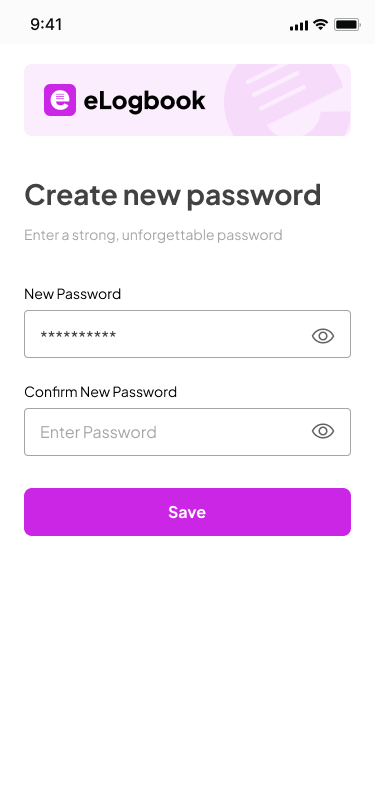 9:41
eLogbook
Create new password
Enter a strong, unforgettable password
New Password
**********
Confirm New Password
Enter Password
Save